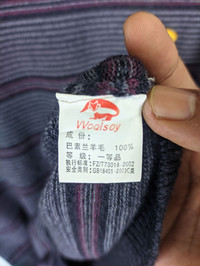 Woolsoy
成 份:
巴素兰羊毛 100%
等 级: 一等品
执行标准: FZ/T73018-2002
安全类别: GB18401-2003C类